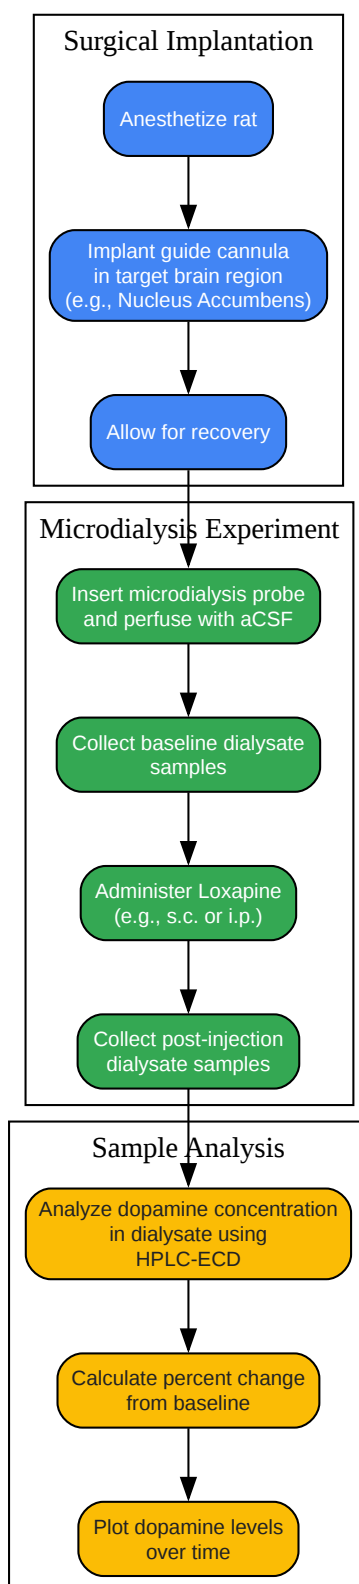 Surgical Implantation
Anesthetize rat
Implant guide cannula
in target brain region
(e.g., Nucleus Accumbens)
Allow for recovery
Microdialysis Experiment
Insert microdialysis probe
and perfuse with aCSF
Collect baseline dialysate
samples
Administer Loxapine
(e.g., s.c. or i.p.)
Collect post-injection
dialysate samples
Sample Analysis
Analyze dopamine concentration
in dialysate using
HPLC-ECD
Calculate percent change
from baseline
Plot dopamine levels
over time